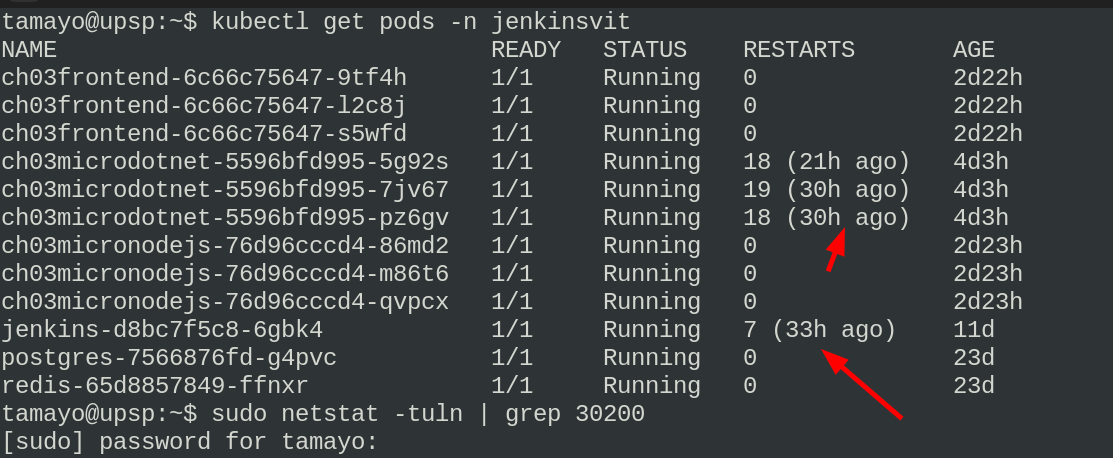 tamayo@upsp:~$ kubectl get pods -n jenkinsvit
NAME READY STATUS RESTARTS AGE
ch03frontend-6c66c75647-9tf4h 1/1 Running 0 2d22h
ch03frontend-6c66c75647-l2c8j 1/1 Running 0 2d22h
ch03frontend-6c66c75647-s5wfd 1/1 Running 0 2d22h
ch03microdotnet-5596bfd995-5g92s 1/1 Running 18 (21h ago) 4d3h
ch03microdotnet-5596bfd995-7jv67 1/1 Running 19 (30h ago) 4d3h
ch03microdotnet-5596bfd995-pz6gv 1/1 Running 18 (30h ago) 4d3h
ch03micronodejs-76d96cccd4-86md2 1/1 Running 0 2d23h
ch03micronodejs-76d96cccd4-m86t6 1/1 Running 0 2d23h
ch03micronodejs-76d96cccd4-qvpcx 1/1 Running 0 2d23h
jenkins-d8bc7f5c8-6gbk4 1/1 Running 7 (33h ago) 11d
postgres-7566876fd-g4pvc 1/1 Running 0 23d
redis-65d8857849-ffnxr 1/1 Running 0 23d
tamayo@upsp:~$ sudo netstat -tuln | grep 30200
[sudo] password for tamayo: